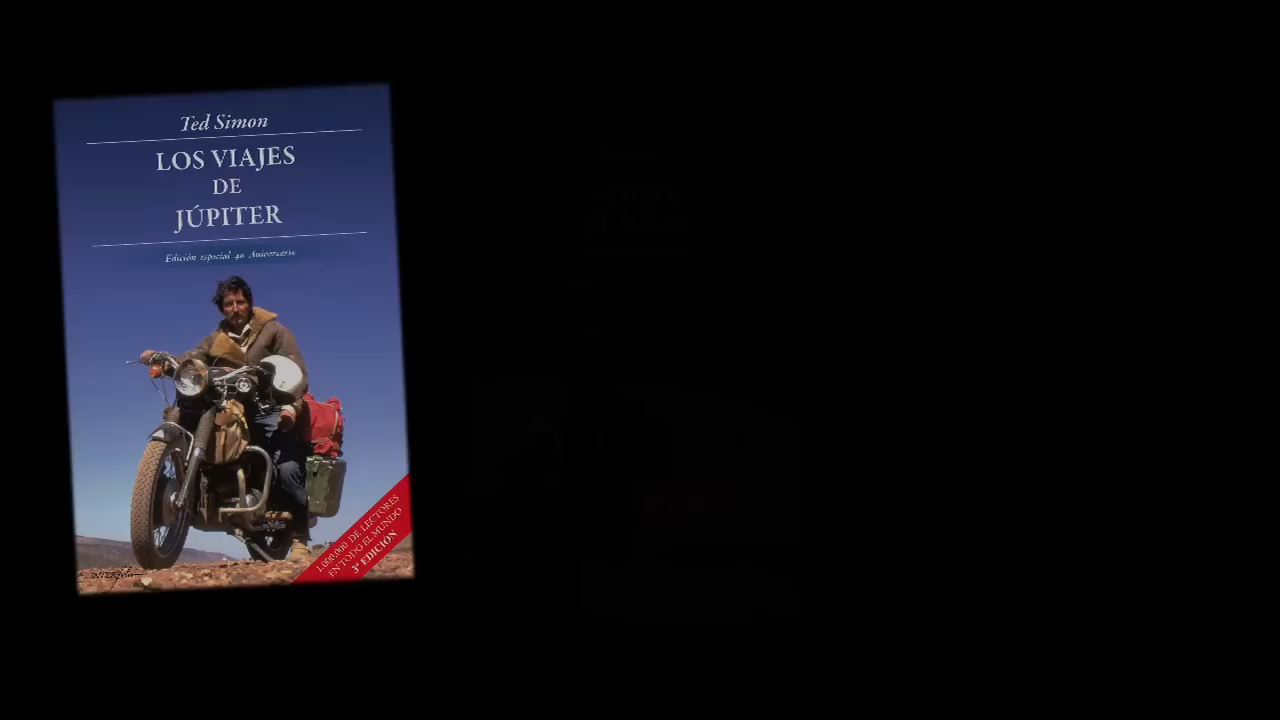 Ted Simon
LOS VIAJES
DE
JÚPITER
Edición especial 40 Aniversario
1.000.000 DE LECTORES
EN TODO EL MUNDO
3ª EDICIÓN